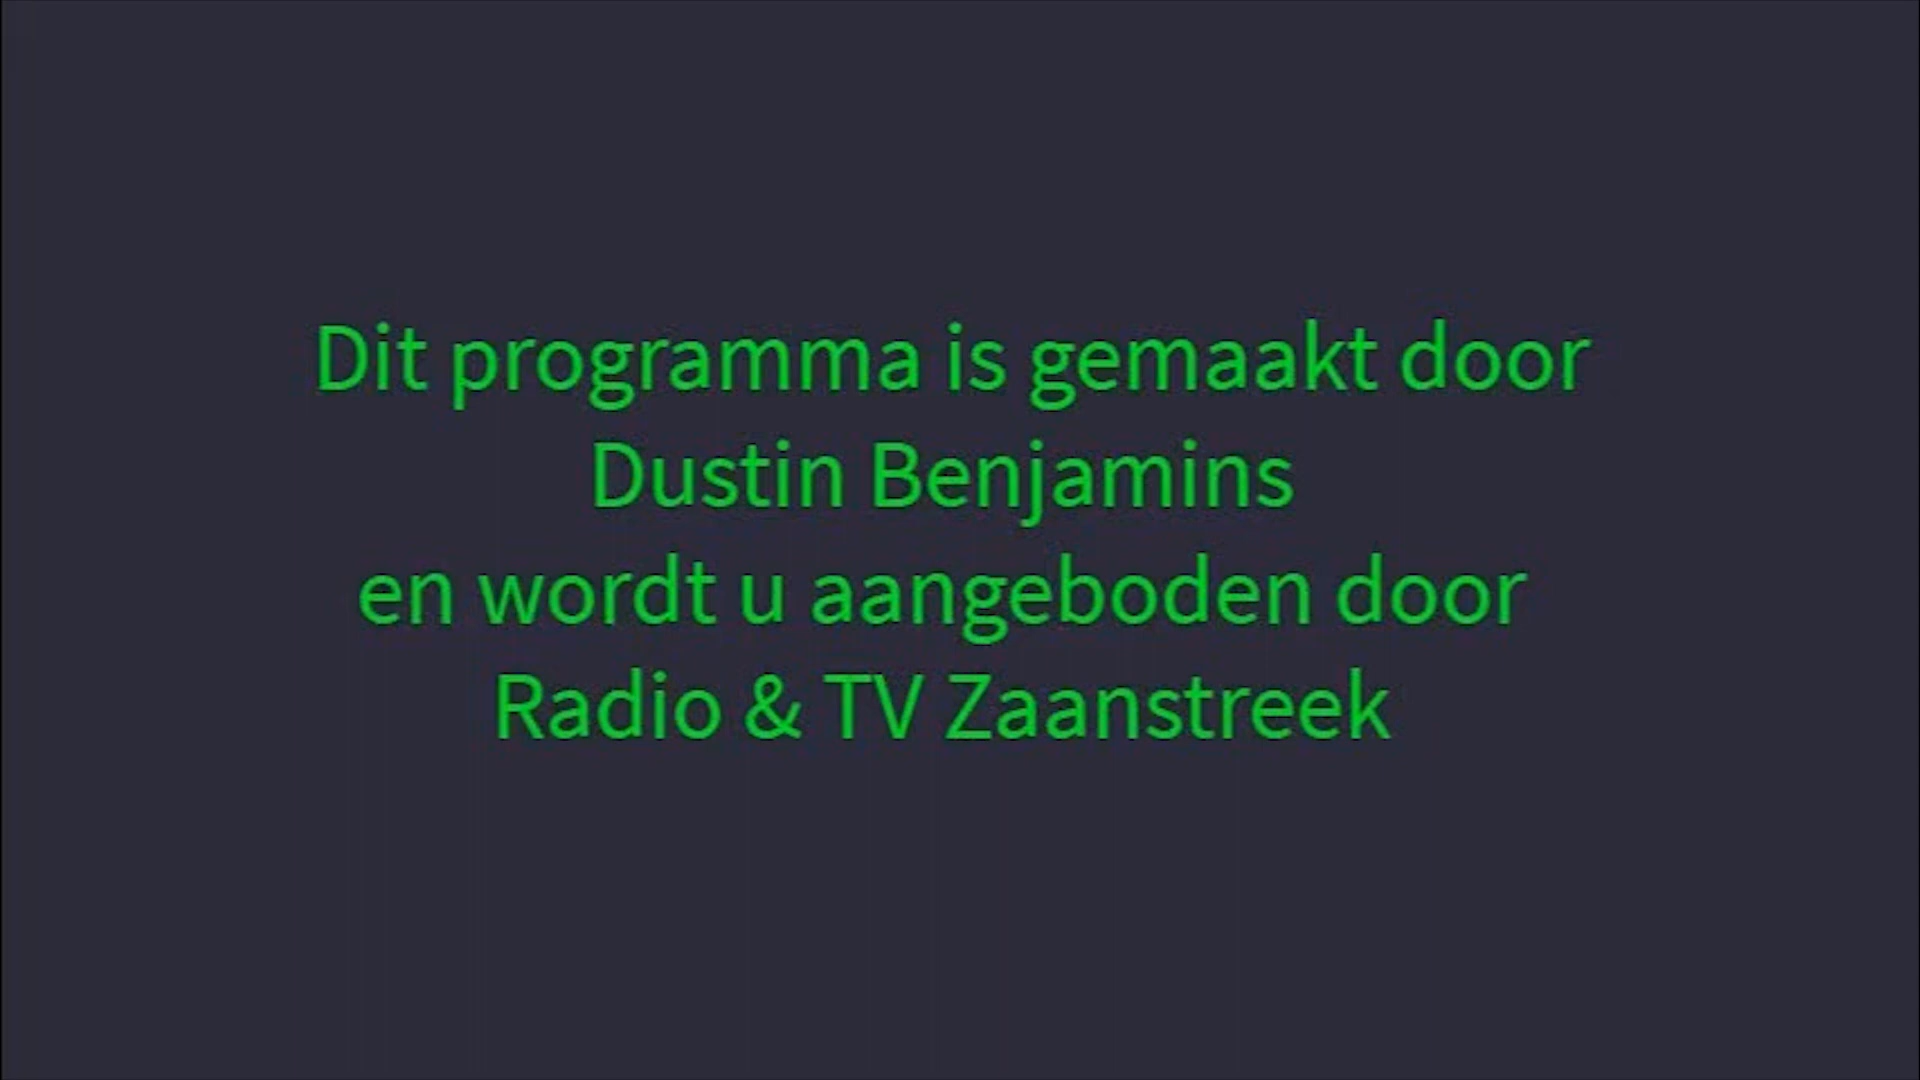 Dit programma is gemaakt door
Dustin Benjamins
en wordt u aangeboden door
Radio & TV Zaanstreek